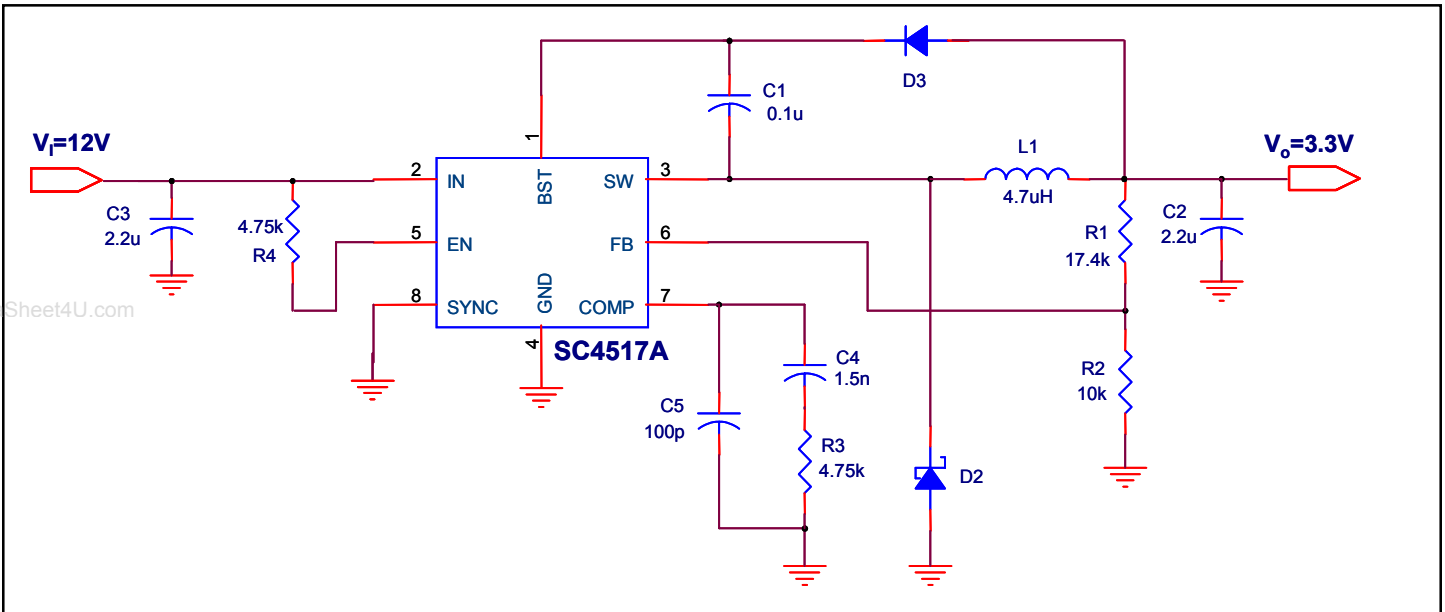 D3
C1
0.1u
V_I=12V
1
L1
V_o=3.3V
2
IN
BST
SW
3
4.7uH
C3
2.2u
4.75k
R4
5
EN
FB
6
R1
17.4k
C2
2.2u
8
SYNC
GND
COMP
7
Sheet4U.com
4
SC4517A
C4
1.5n
R2
10k
C5
100p
R3
4.75k
D2